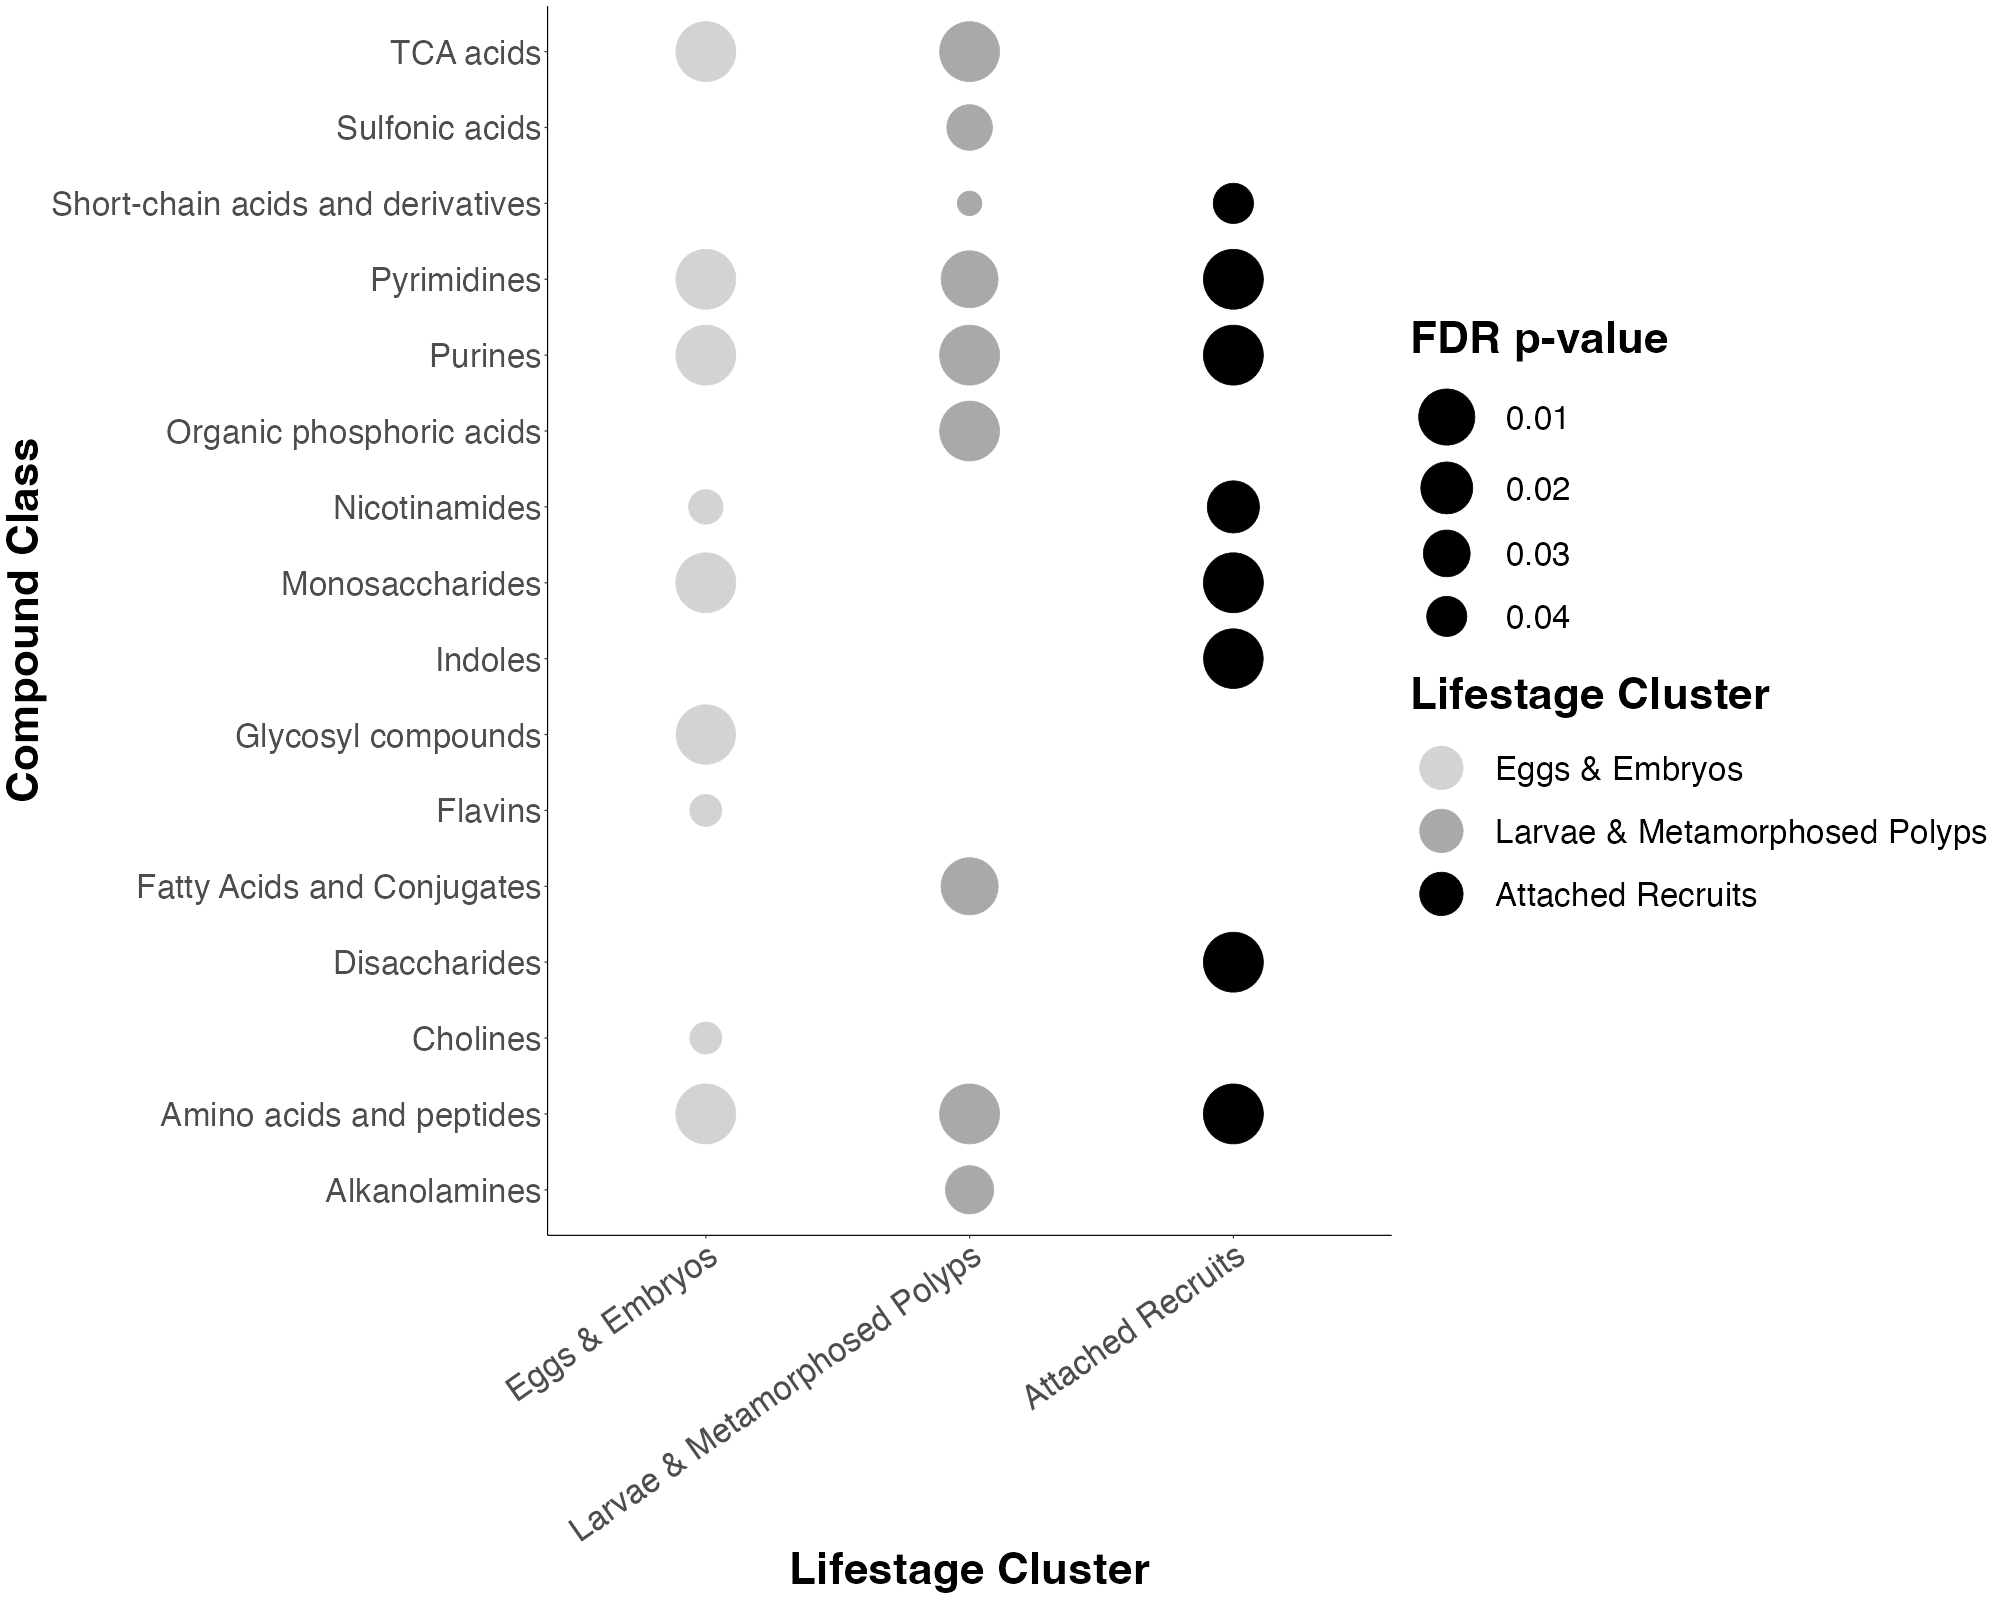 TCA acids
Sulfonic acids
Short-chain acids and derivatives
Pyrimidines
Purines
Organic phosphoric acids
Nicotinamides
Monosaccharides
Indoles
Glycosyl compounds
Flavins
Fatty Acids and Conjugates
Disaccharides
Cholines
Amino acids and peptides
Alkanolamines
Compound Class
Eggs & Embryos
Larvae & Metamorphosed Polyps
Attached Recruits
Lifestage Cluster
FDR p-value
0.01
0.02
0.03
0.04
Lifestage Cluster
Eggs & Embryos
Larvae & Metamorphosed Polyps
Attached Recruits